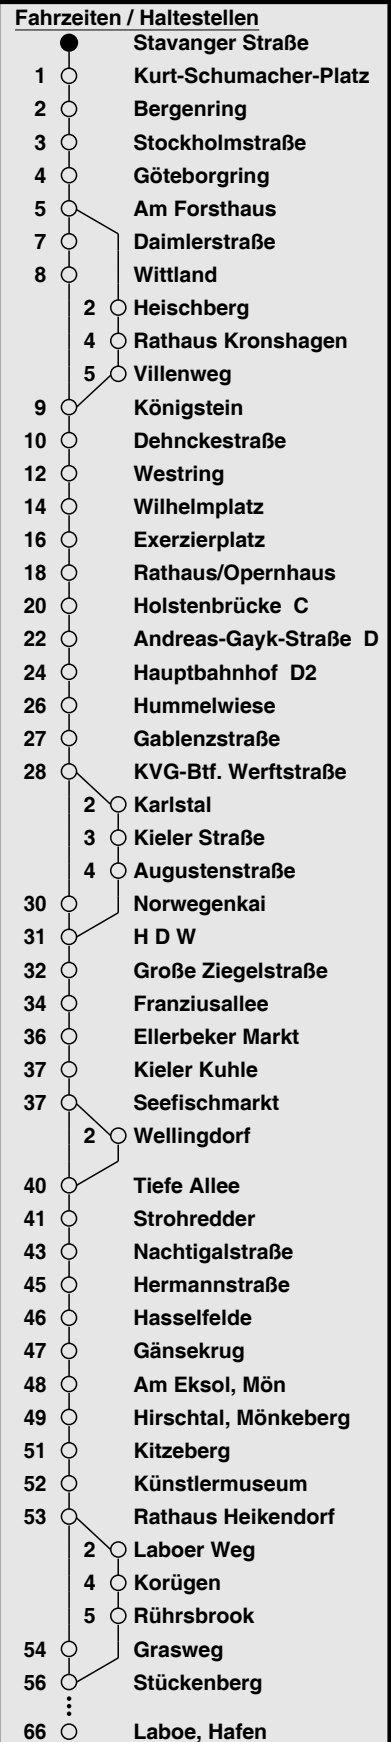 Fahrzeiten / Haltestellen
Stavanger Straße
1 Kurt-Schumacher-Platz
2 Bergenring
3 Stockholmstraße
4 Göteborgring
5 Am Forsthaus
7 Daimlerstraße
8 Wittland
2 Heischberg
4 Rathaus Kronshagen
5 Villenweg
9 Königstein
10 Dehnckestraße
12 Westring
14 Wilhelmplatz
16 Exerzierplatz
18 Rathaus/Opernhaus
20 Holstenbrücke C
22 Andreas-Gayk-Straße D
24 Hauptbahnhof D2
26 Hummelwiese
27 Gablenzstraße
28 KVG-Btf. Werftstraße
2 Karlstal
3 Kieler Straße
4 Augustenstraße
30 Norwegenkai
31 H D W
32 Große Ziegelstraße
34 Franziusallee
36 Ellerbeker Markt
37 Kieler Kuhle
37 Seefischmarkt
2 Wellingdorf
40 Tiefe Allee
41 Strohredder
43 Nachtigalstraße
45 Hermannstraße
46 Hasselfelde
47 Gänsekrug
48 Am Eksol, Mön
49 Hirschtal, Mönkeberg
51 Kitzeberg
52 Künstlermuseum
53 Rathaus Heikendorf
2 Laboer Weg
4 Korügen
5 Rührsbrook
54 Grasweg
56 Stückenberg
66 Laboe, Hafen